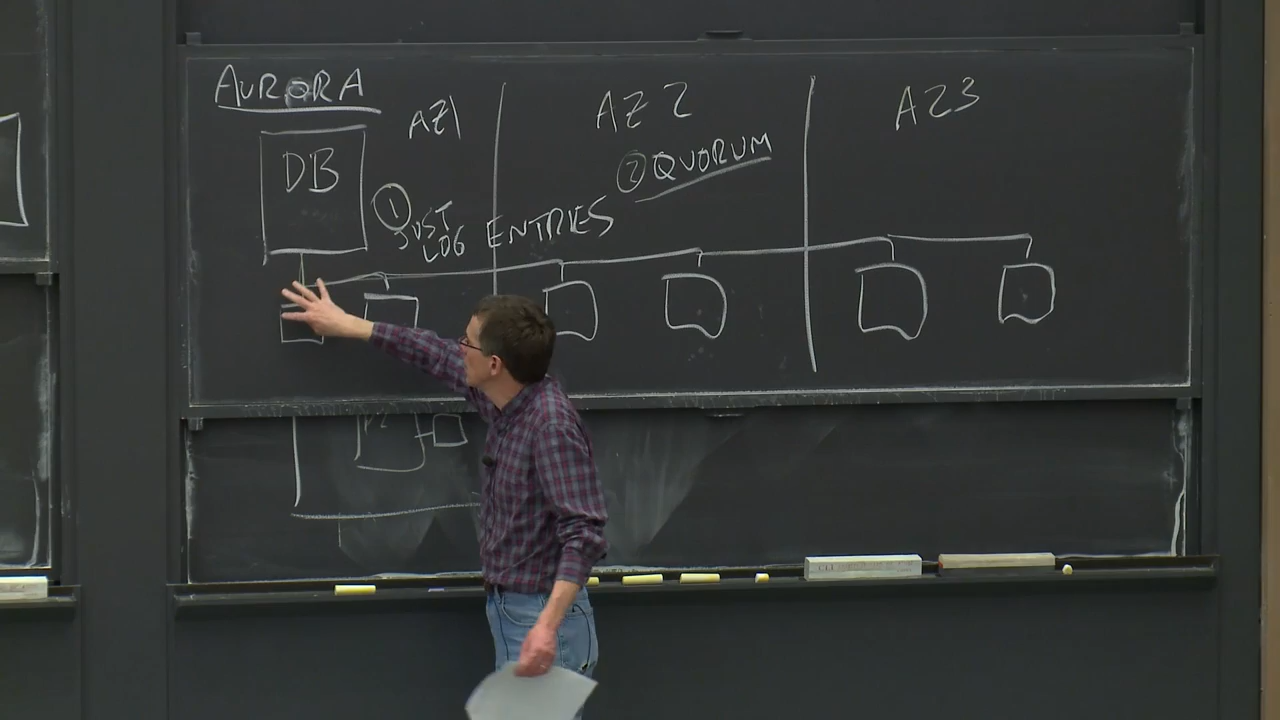 AURORA
AZ1
AZ2
AZ3
DB
① JUST LOG ENTRIES
② QUORUM